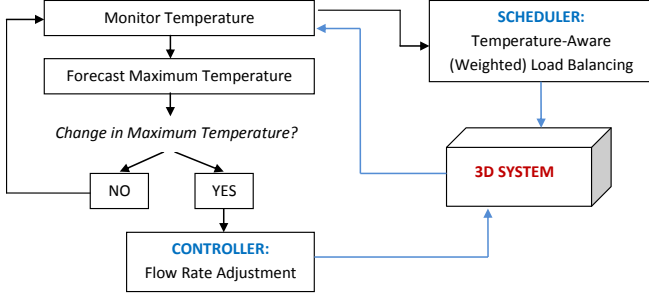 Monitor Temperature
SCHEDULER:
Temperature-Aware
(Weighted) Load Balancing
Forecast Maximum Temperature
Change in Maximum Temperature?
NO
YES
3D SYSTEM
CONTROLLER:
Flow Rate Adjustment